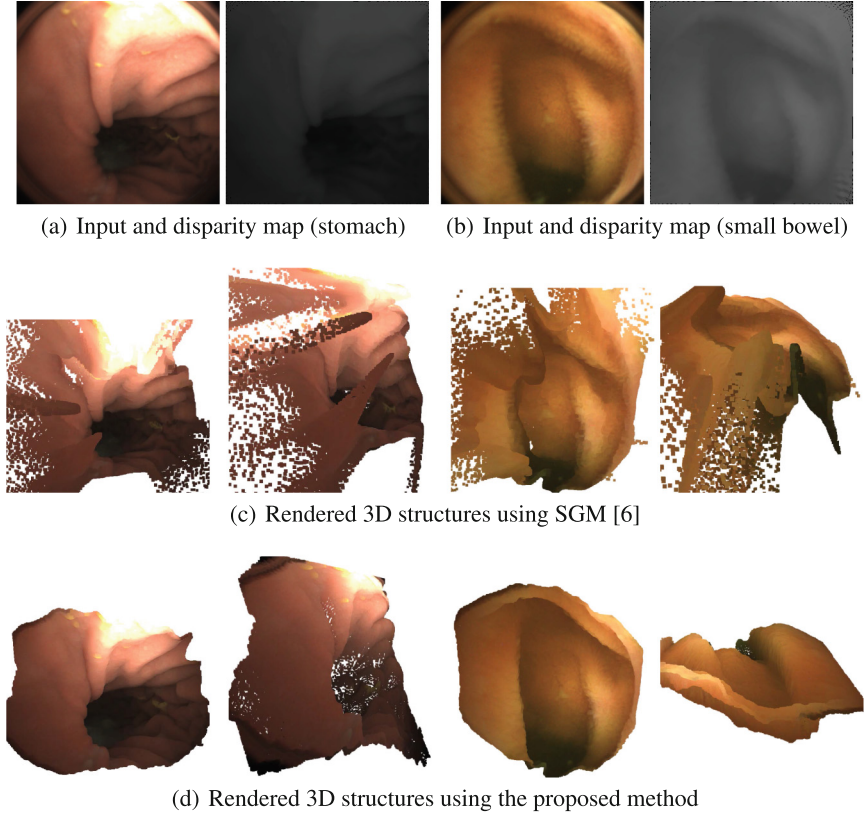 (a) Input and disparity map (stomach)
(b) Input and disparity map (small bowel)
(c) Rendered 3D structures using SGM [6]
(d) Rendered 3D structures using the proposed method